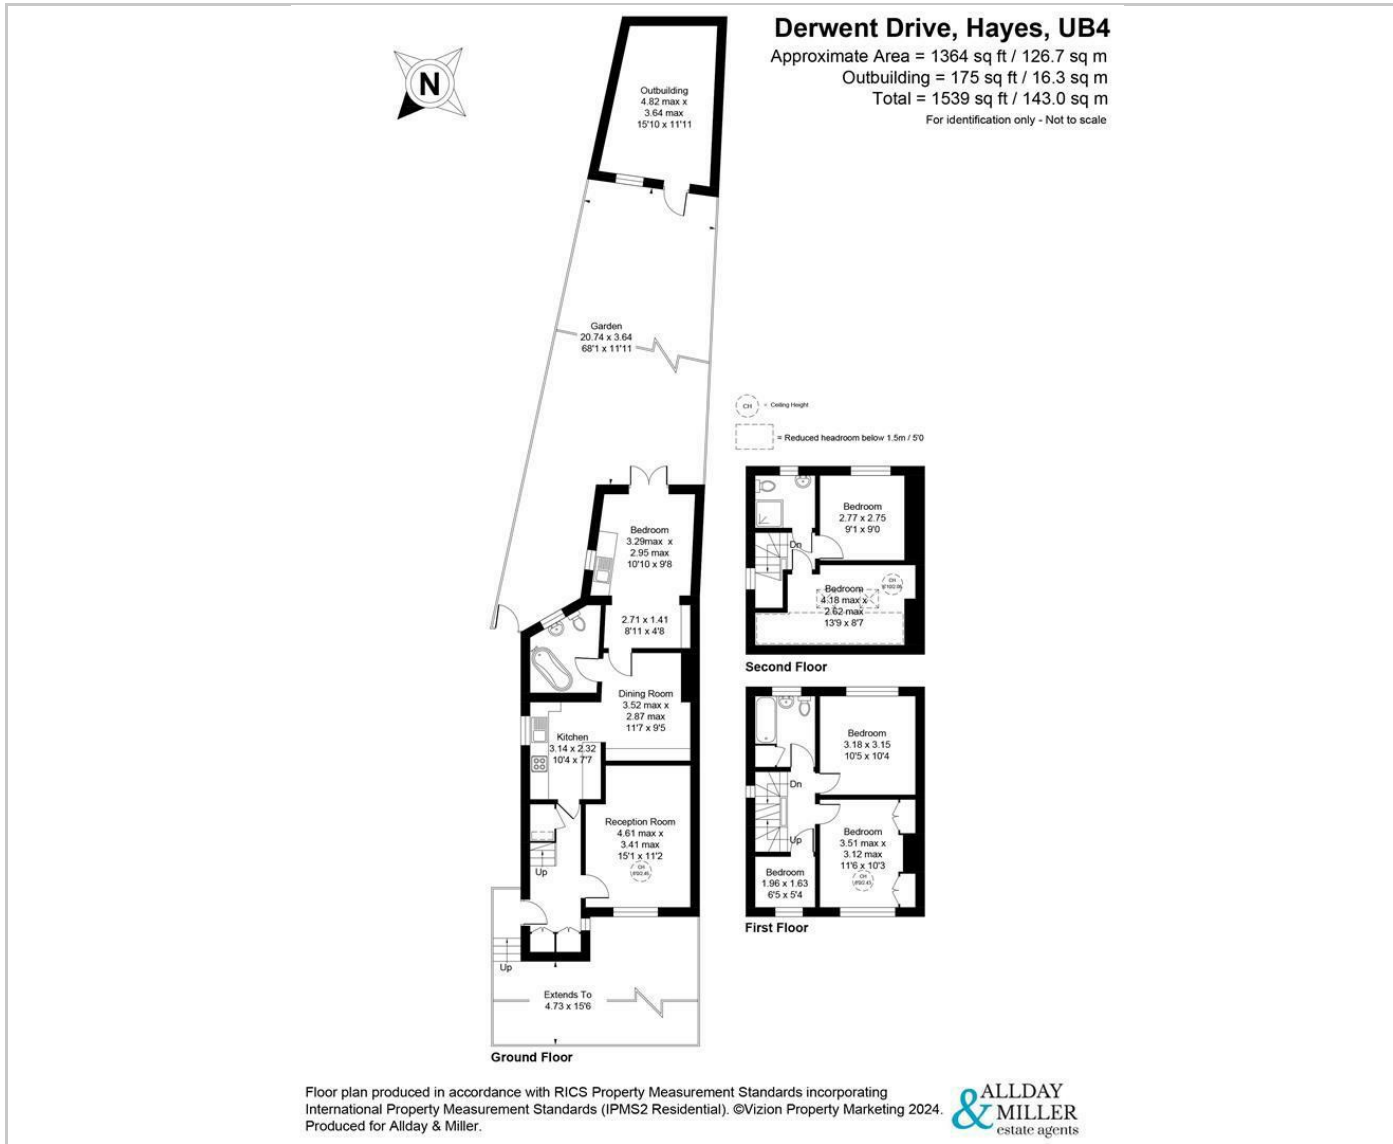 Derwent Drive, Hayes, UB4
Approximate Area = 1364 sq ft / 126.7 sq m
Outbuilding = 175 sq ft / 16.3 sq m
Total = 1539 sq ft / 143.0 sq m
For identification only - Not to scale
N
Outbuilding
4.82 max x
3.64 max
15'10 x 11'11
Garden
20.74 x 3.64
68'1 x 11'11
CH = Ceiling Height
= Reduced headroom below 1.5m / 5'0
Bedroom
3.29max x
2.95 max
10'10 x 9'8
2.71 x 1.41
8'11 x 4'8
Dining Room
3.52 max x
2.87 max
11'7 x 9'5
Kitchen
3.14 x 2.32
10'4 x 7'7
Reception Room
4.61 max x
3.41 max
15'1 x 11'2
CH
Up
Up
Extends To
4.73 x 15'6
Ground Floor
Bedroom
2.77 x 2.75
9'1 x 9'0
Dn
Bedroom
4.18 max x
2.62 max
13'9 x 8'7
CH
Second Floor
Bedroom
3.18 x 3.15
10'5 x 10'4
Dn
Up
Bedroom
3.51 max x
3.12 max
11'6 x 10'3
CH
Bedroom
1.96 x 1.63
6'5 x 5'4
First Floor
Floor plan produced in accordance with RICS Property Measurement Standards incorporating
International Property Measurement Standards (IPMS2 Residential). ©Vizion Property Marketing 2024.
Produced for Allday & Miller.
ALLDAY
& MILLER
estate agents